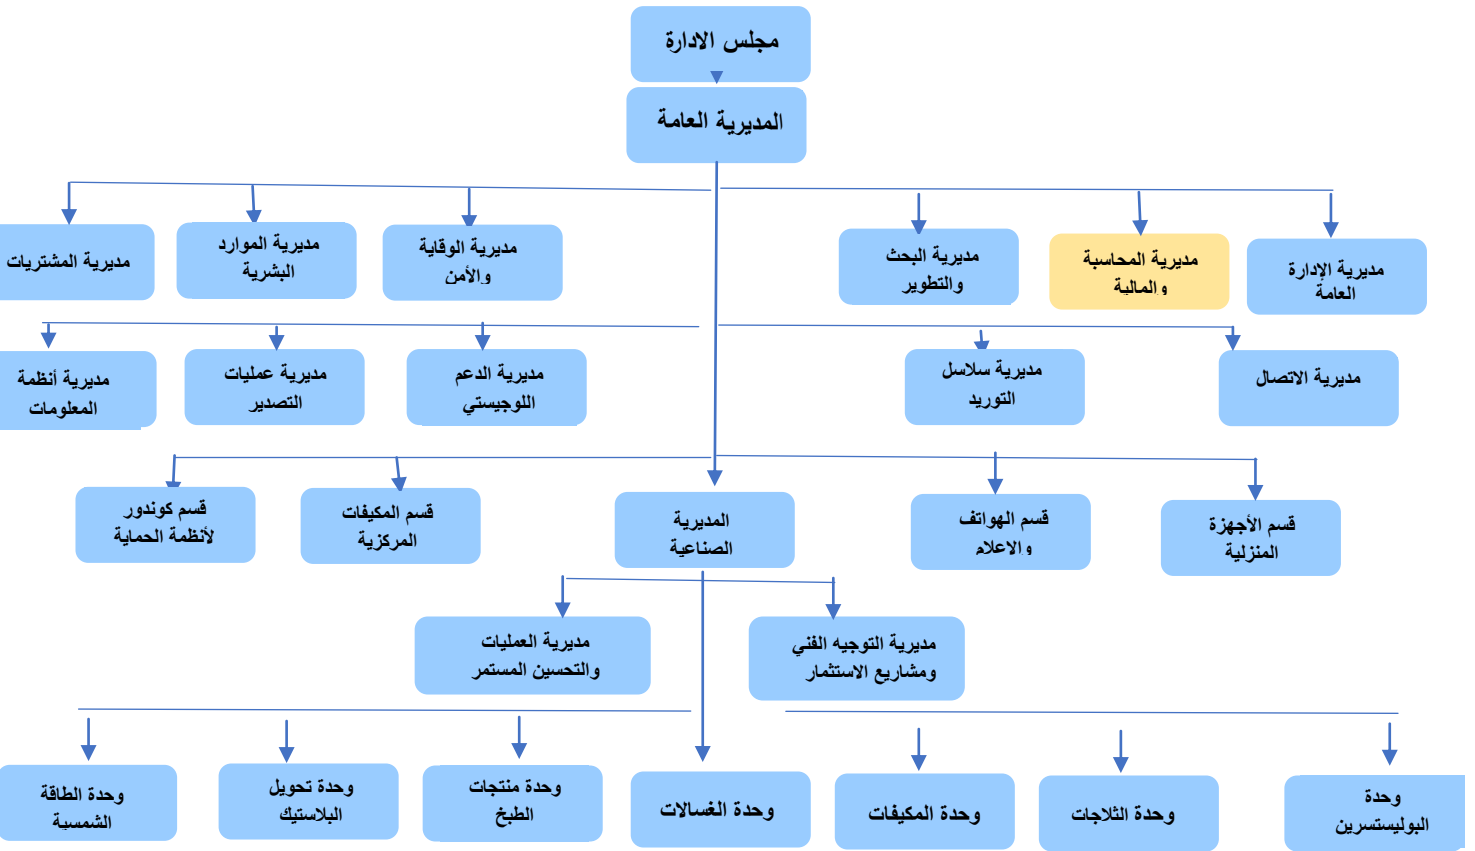 مجلس الادارة
المديرية العامة
مديرية الإدارة
العامة
مديرية المحاسبة
والمالية
مديرية البحث
والتطوير
مديرية الوقاية
والأمن
مديرية الموارد
البشرية
مديرية المشتريات
مديرية الاتصال
مديرية سلاسل
التوريد
مديرية الدعم
اللوجيستي
مديرية عمليات
التصدير
مديرية أنظمة
المعلومات
قسم الأجهزة
المنزلية
قسم الهواتف
والاعلام
المديرية
الصناعية
قسم المكيفات
المركزية
قسم كوندور
لأنظمة الحماية
مديرية التوجيه الفني
ومشاريع الاستثمار
مديرية العمليات
والتحسين المستمر
وحدة
البوليستسرين
وحدة الثلاجات
وحدة المكيفات
وحدة الغسالات
وحدة منتجات
الطبخ
وحدة تحويل
البلاستيك
وحدة الطاقة
الشمسية